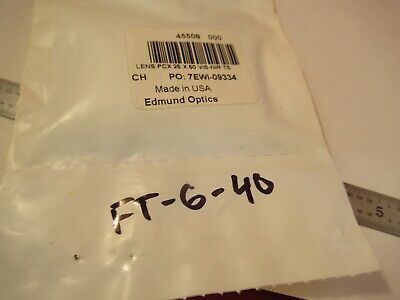 45508 000
LENS PCX 25 X 50 VIS-NIR TS
CH PO: 7EWI-09334
Made in USA
Edmund Optics
FT-6-40
5